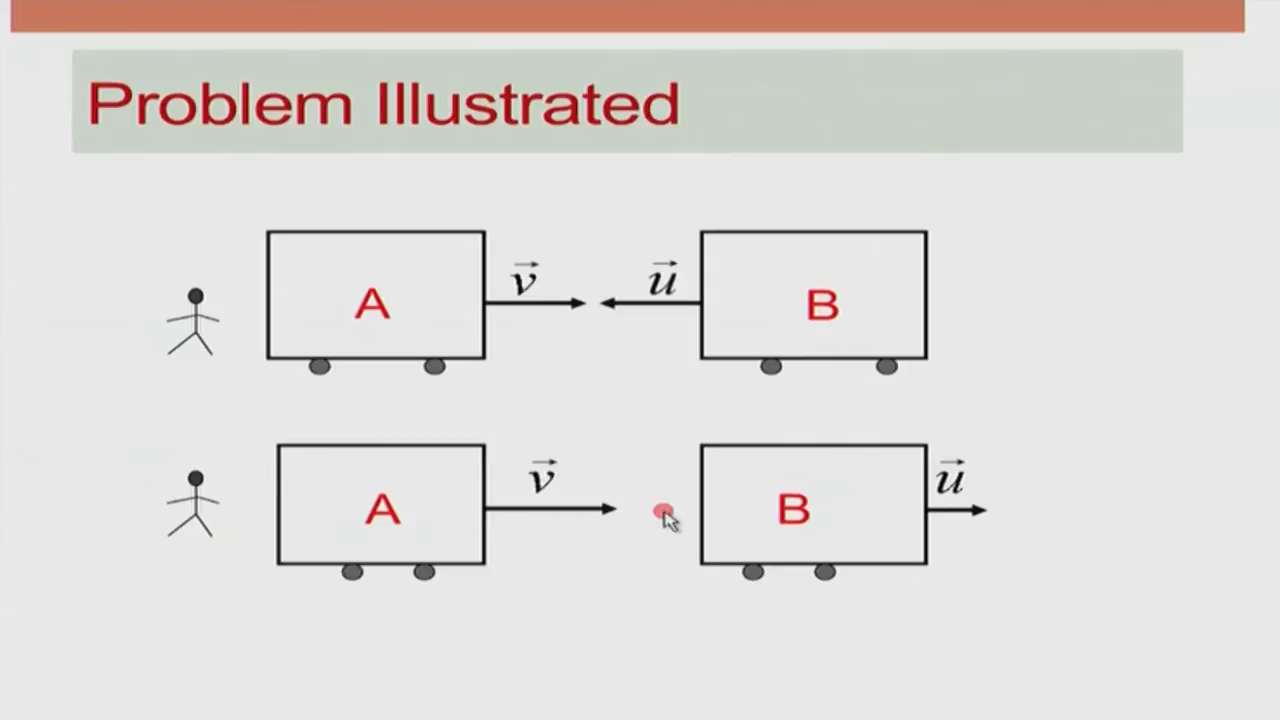 Problem Illustrated
A
v⃗
u⃗
B
A
v⃗
B
u⃗